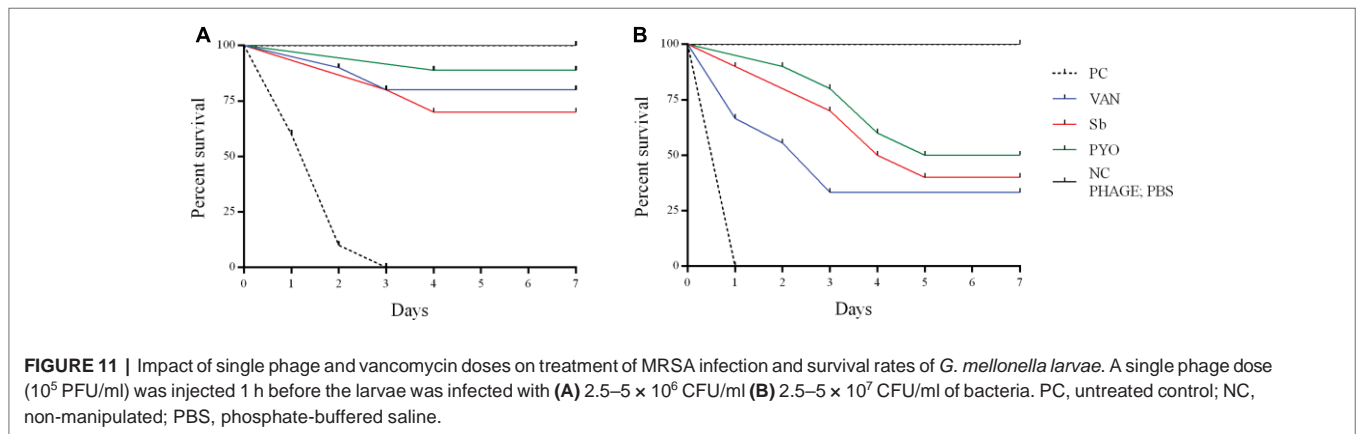 A
100
75
50
25
0
Percent survival
0 1 2 3 4 5 6 7
Days
B
100
75
50
25
0
Percent survival
0 1 2 3 4 5 6 7
Days
PC
VAN
Sb
PYO
NC
PHAGE; PBS
FIGURE 11 | Impact of single phage and vancomycin doses on treatment of MRSA infection and survival rates of G. mellonella larvae. A single phage dose
(10⁵ PFU/ml) was injected 1 h before the larvae was infected with (A) 2.5–5 × 10⁶ CFU/ml (B) 2.5–5 × 10⁷ CFU/ml of bacteria. PC, untreated control; NC,
non-manipulated; PBS, phosphate-buffered saline.